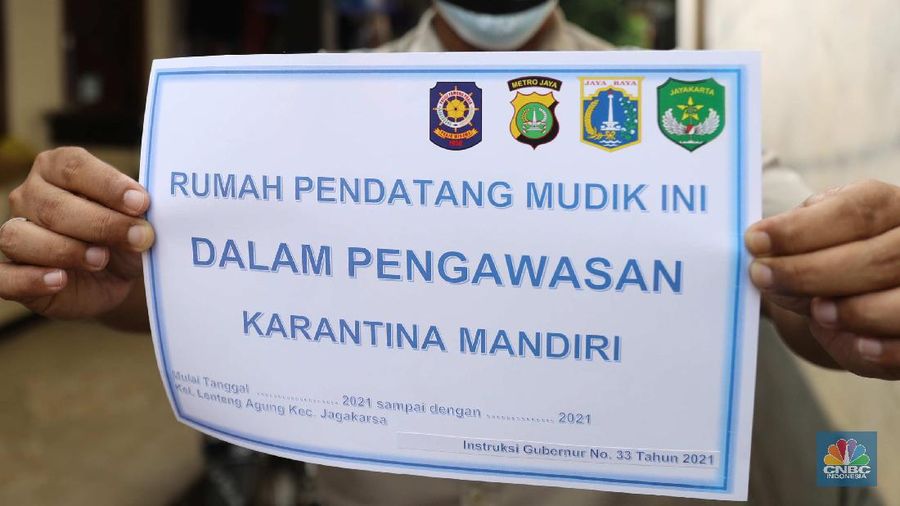 METRO JAYA
JAYA RAYA
JAYAKARTA
RUMAH PENDATANG MUDIK INI
DALAM PENGAWASAN
KARANTINA MANDIRI
Mulai Tanggal ..................... 2021 sampai dengan ................ 2021
Kel. Lenteng Agung Kec. Jagakarsa
Instruksi Gubernur No. 33 Tahun 2021
CNBC
INDONESIA